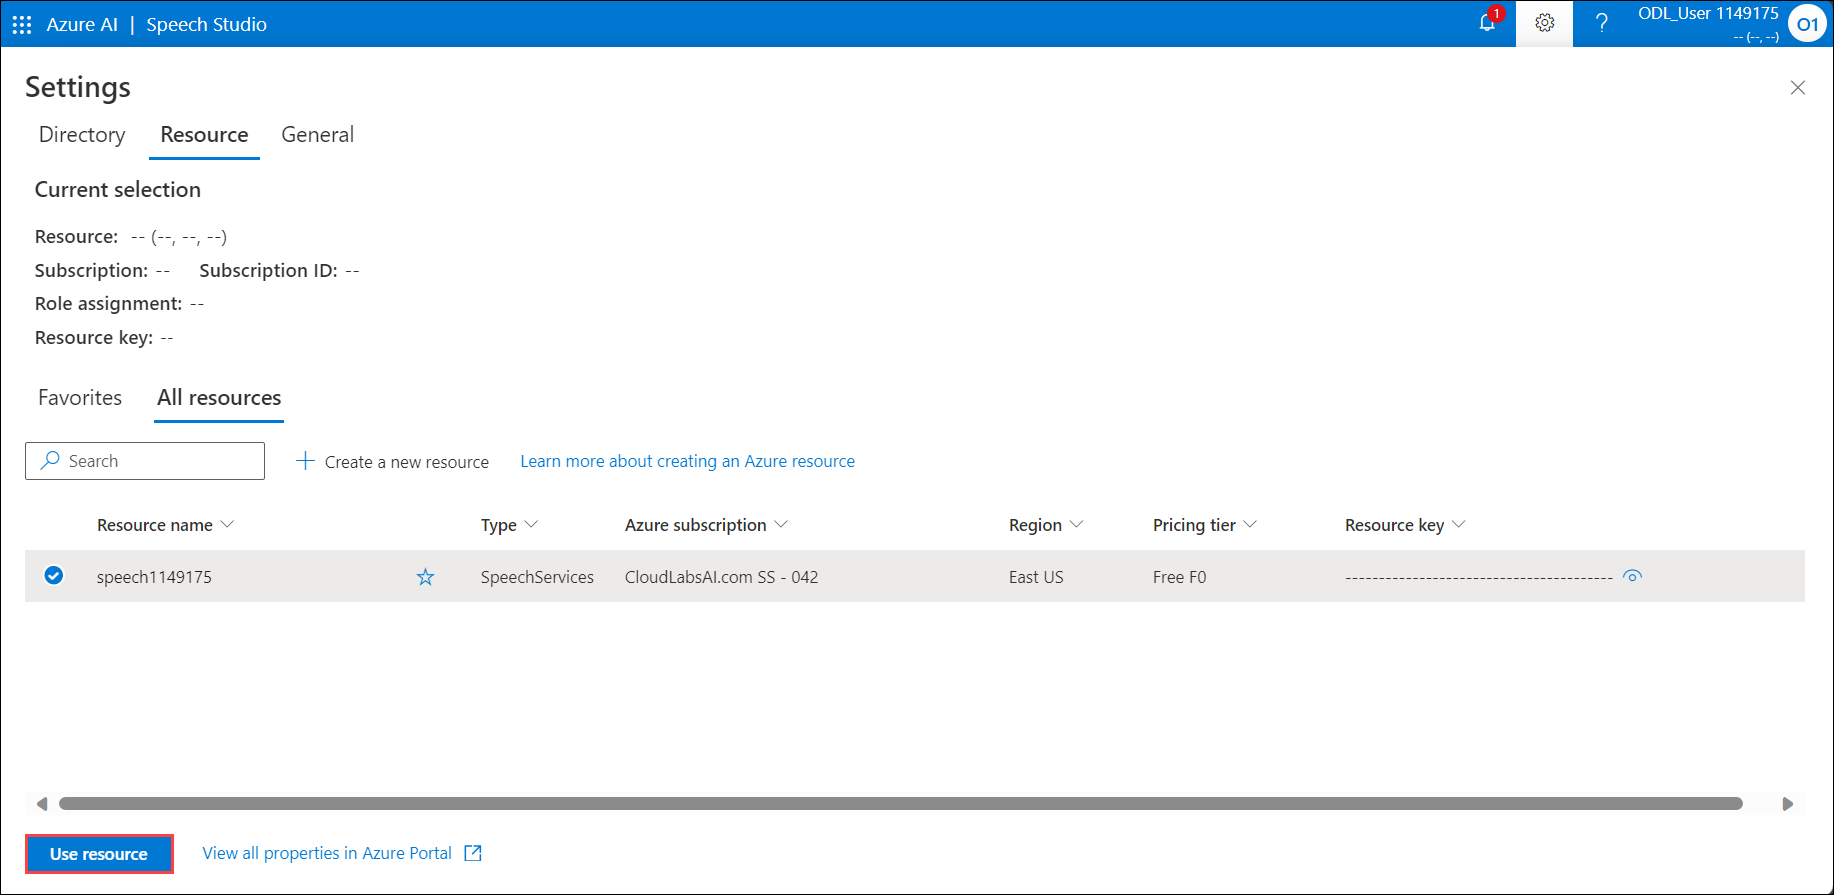 Azure AI | Speech Studio
1
?
ODL_User 1149175
-- (--, --)
O1
Settings
Directory Resource General
Current selection
Resource: -- (--, --, --)
Subscription: -- Subscription ID: --
Role assignment: --
Resource key: --
Favorites All resources
Search
Create a new resource
Learn more about creating an Azure resource
Resource name Type Azure subscription Region Pricing tier Resource key
speech1149175 SpeechServices CloudLabsAI.com SS - 042 East US Free F0 ----------------------------------------
Use resource View all properties in Azure Portal